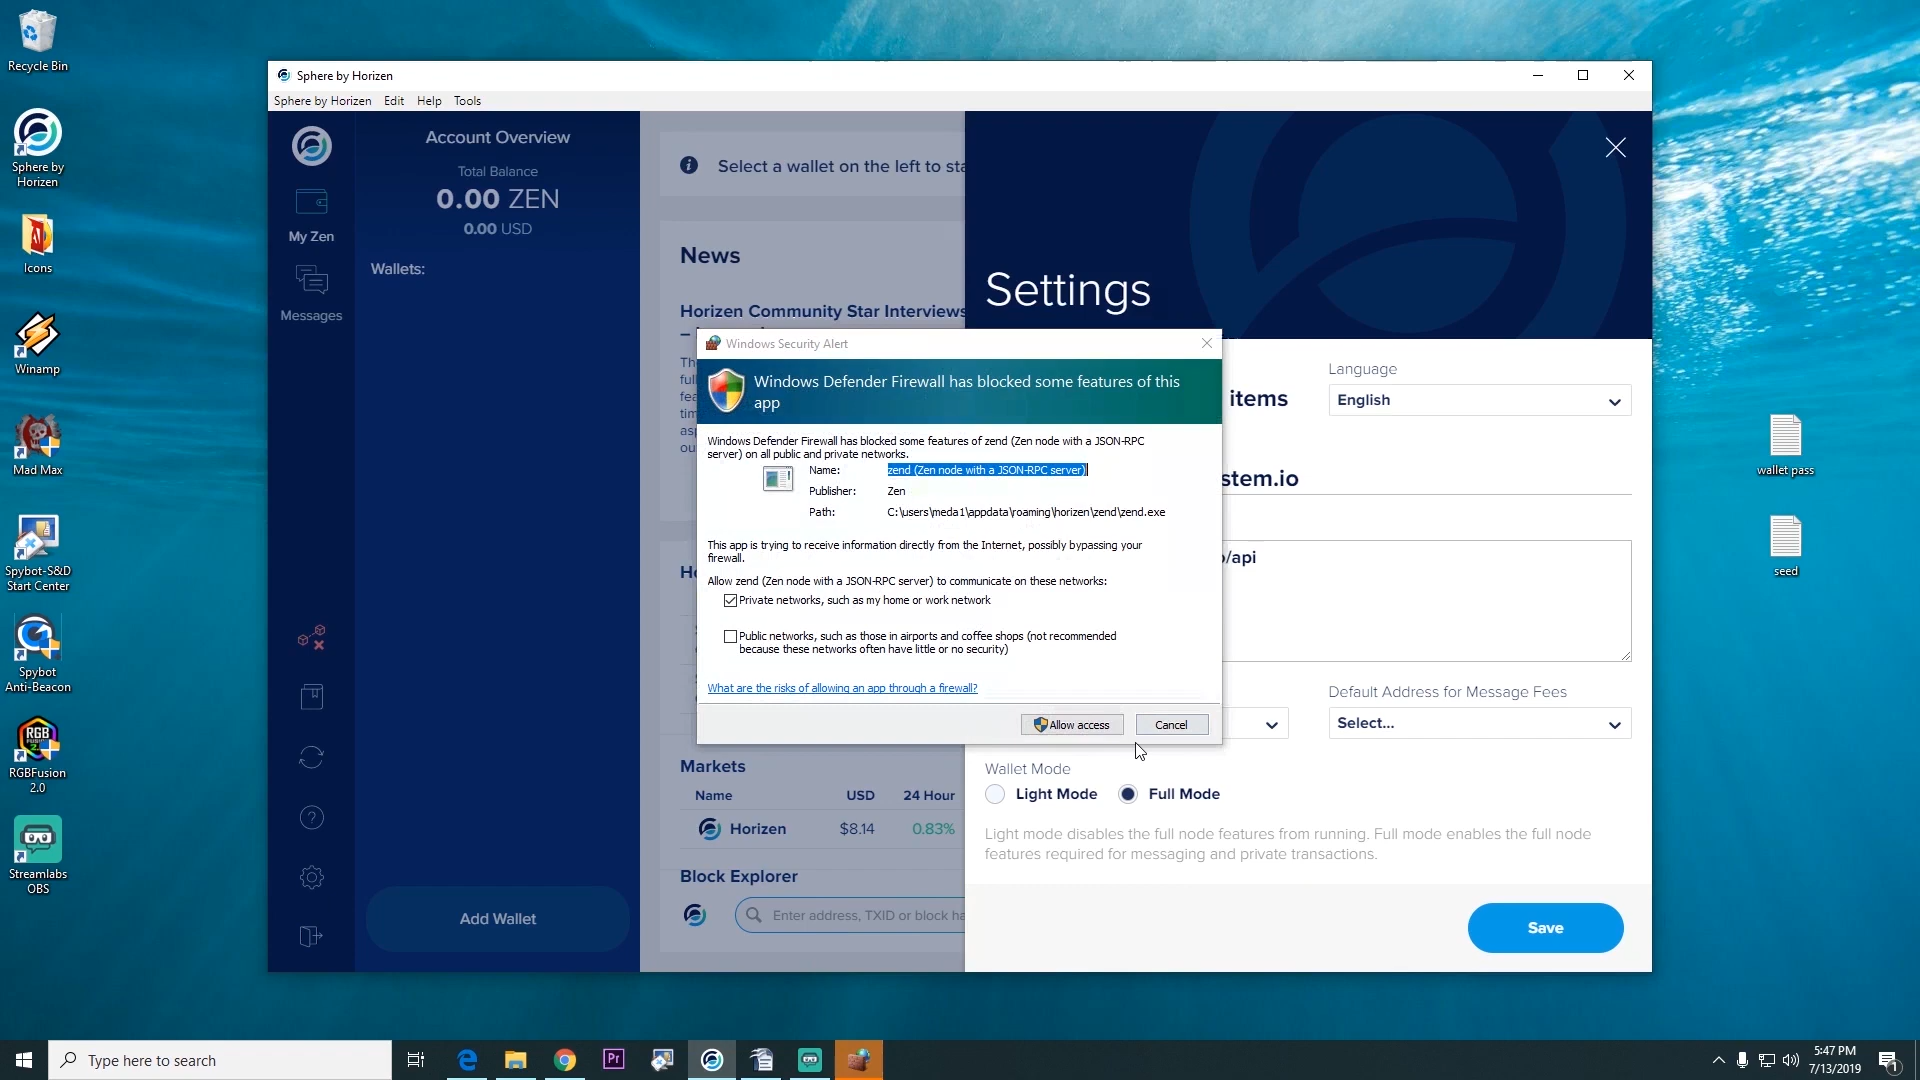 Recycle Bin
Sphere by
Horizen
Icons
Winamp
Mad Max
Spybot-S&D
Start Center
Spybot
Anti-Beacon
RGBFusion
2.0
Streamlabs
OBS
Sphere by Horizen
Sphere by Horizen Edit Help Tools
My Zen
Messages
Account Overview
Total Balance
0.00 ZEN
0.00 USD
Wallets:
Add Wallet
Select a wallet on the left to sta
News
Horizen Community Star Interviews
Markets
Name USD 24 Hour
Horizen $8.14 0.83%
Block Explorer
Enter address, TXID or block ha
Settings
items
Language
English
stem.io
/api
Default Address for Message Fees
Select...
Wallet Mode
Light Mode Full Mode
Light mode disables the full node features from running. Full mode enables the full node
features required for messaging and private transactions.
Save
Windows Security Alert
Windows Defender Firewall has blocked some features of this
app
Windows Defender Firewall has blocked some features of zend (Zen node with a JSON-RPC
server) on all public and private networks.
Name: zend (Zen node with a JSON-RPC server)
Publisher: Zen
Path: C:\users\meda1\appdata\roaming\horizen\zend\zend.exe
This app is trying to receive information directly from the Internet, possibly bypassing your
firewall.
Allow zend (Zen node with a JSON-RPC server) to communicate on these networks:
Private networks, such as my home or work network
Public networks, such as those in airports and coffee shops (not recommended
because these networks often have little or no security)
What are the risks of allowing an app through a firewall?
Allow access Cancel
wallet pass
seed
Type here to search
Pr
5:47 PM
7/13/2019
1